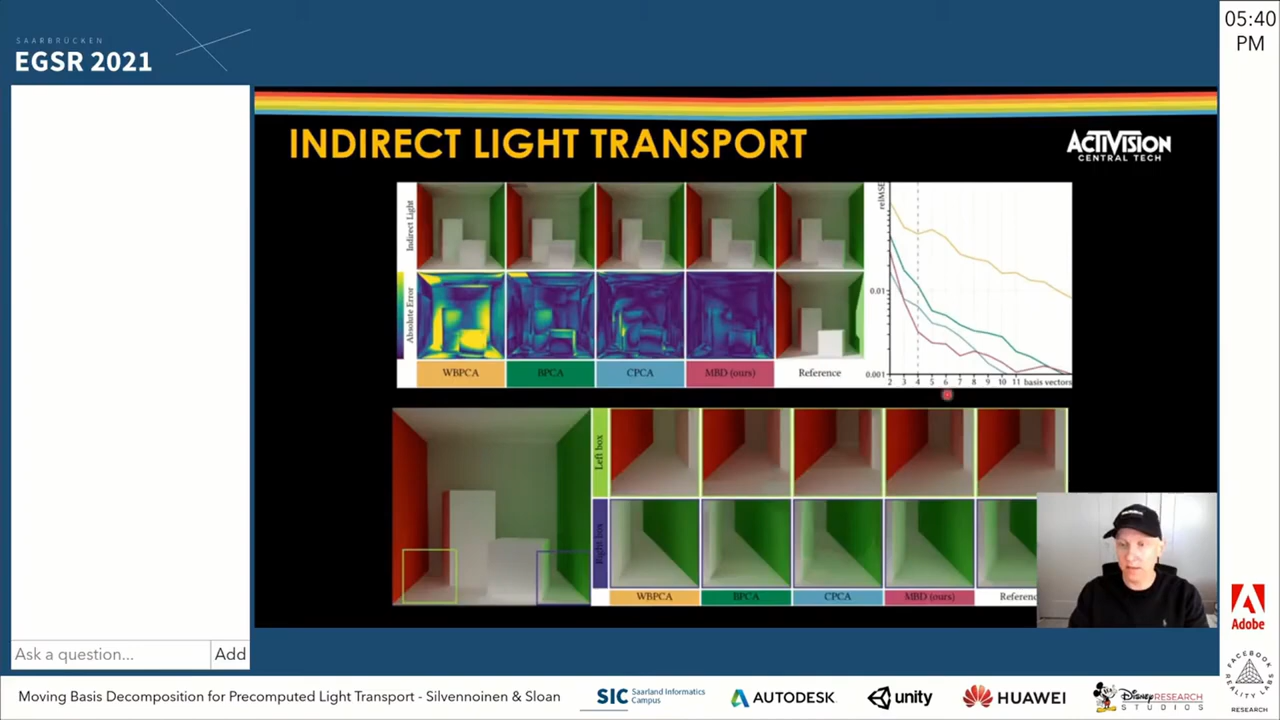 05:40
PM
SAARBRÜCKEN
EGSR 2021
INDIRECT LIGHT TRANSPORT
ACTIVISION
CENTRAL TECH
Indirect Light
Absolute Error
WBPCA
BPCA
CPCA
MBD (ours)
Reference
relMSE
0.01
0.001
2 3 4 5 6 7 8 9 10 11 basis vectors
Left box
Right box
WBPCA
BPCA
CPCA
MBD (ours)
Referenc
Ask a question...
Add
Adobe
FACEBOOK
REALITY LABS
RESEARCH
Moving Basis Decomposition for Precomputed Light Transport - Silvennoinen & Sloan
SIC Saarland Informatics
Campus
AUTODESK
unity
HUAWEI
Disney RESEARCH
STUDIOS